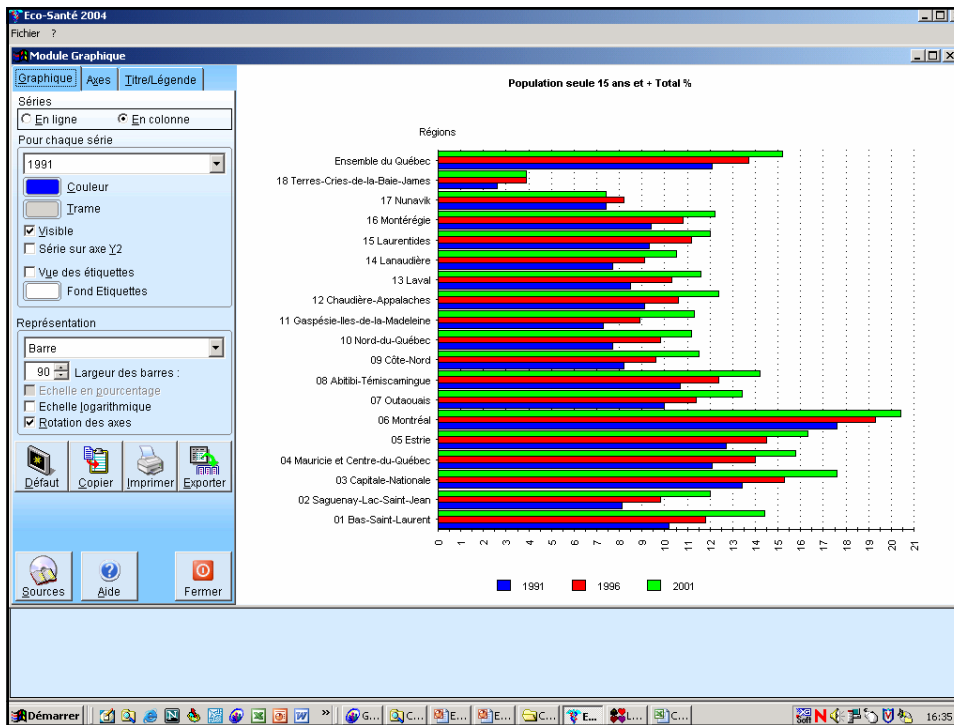 Eco-Santé 2004
Fichier ?
Module Graphique
Graphique Axes Titre/Légende
Séries
En ligne En colonne
Pour chaque série
1991
Couleur
Trame
Visible
Série sur axe Y2
Vue des étiquettes
Fond Etiquettes
Représentation
Barre
90 Largeur des barres :
Echelle en pourcentage
Echelle logarithmique
Rotation des axes
Défaut Copier Imprimer Exporter
Sources Aide Fermer
Population seule 15 ans et + Total %
Régions
Ensemble du Québec
18 Terres-Cries-de-la-Baie-James
17 Nunavik
16 Montérégie
15 Laurentides
14 Lanaudière
13 Laval
12 Chaudière-Appalaches
11 Gaspésie-Iles-de-la-Madeleine
10 Nord-du-Québec
09 Côte-Nord
08 Abitibi-Témiscamingue
07 Outaouais
06 Montréal
05 Estrie
04 Mauricie et Centre-du-Québec
03 Capitale-Nationale
02 Saguenay-Lac-Saint-Jean
01 Bas-Saint-Laurent
0 1 2 3 4 5 6 7 8 9 10 11 12 13 14 15 16 17 18 19 20 21
1991 1996 2001
Démarrer » G... C... E... E... C... E... L... C... 16:35